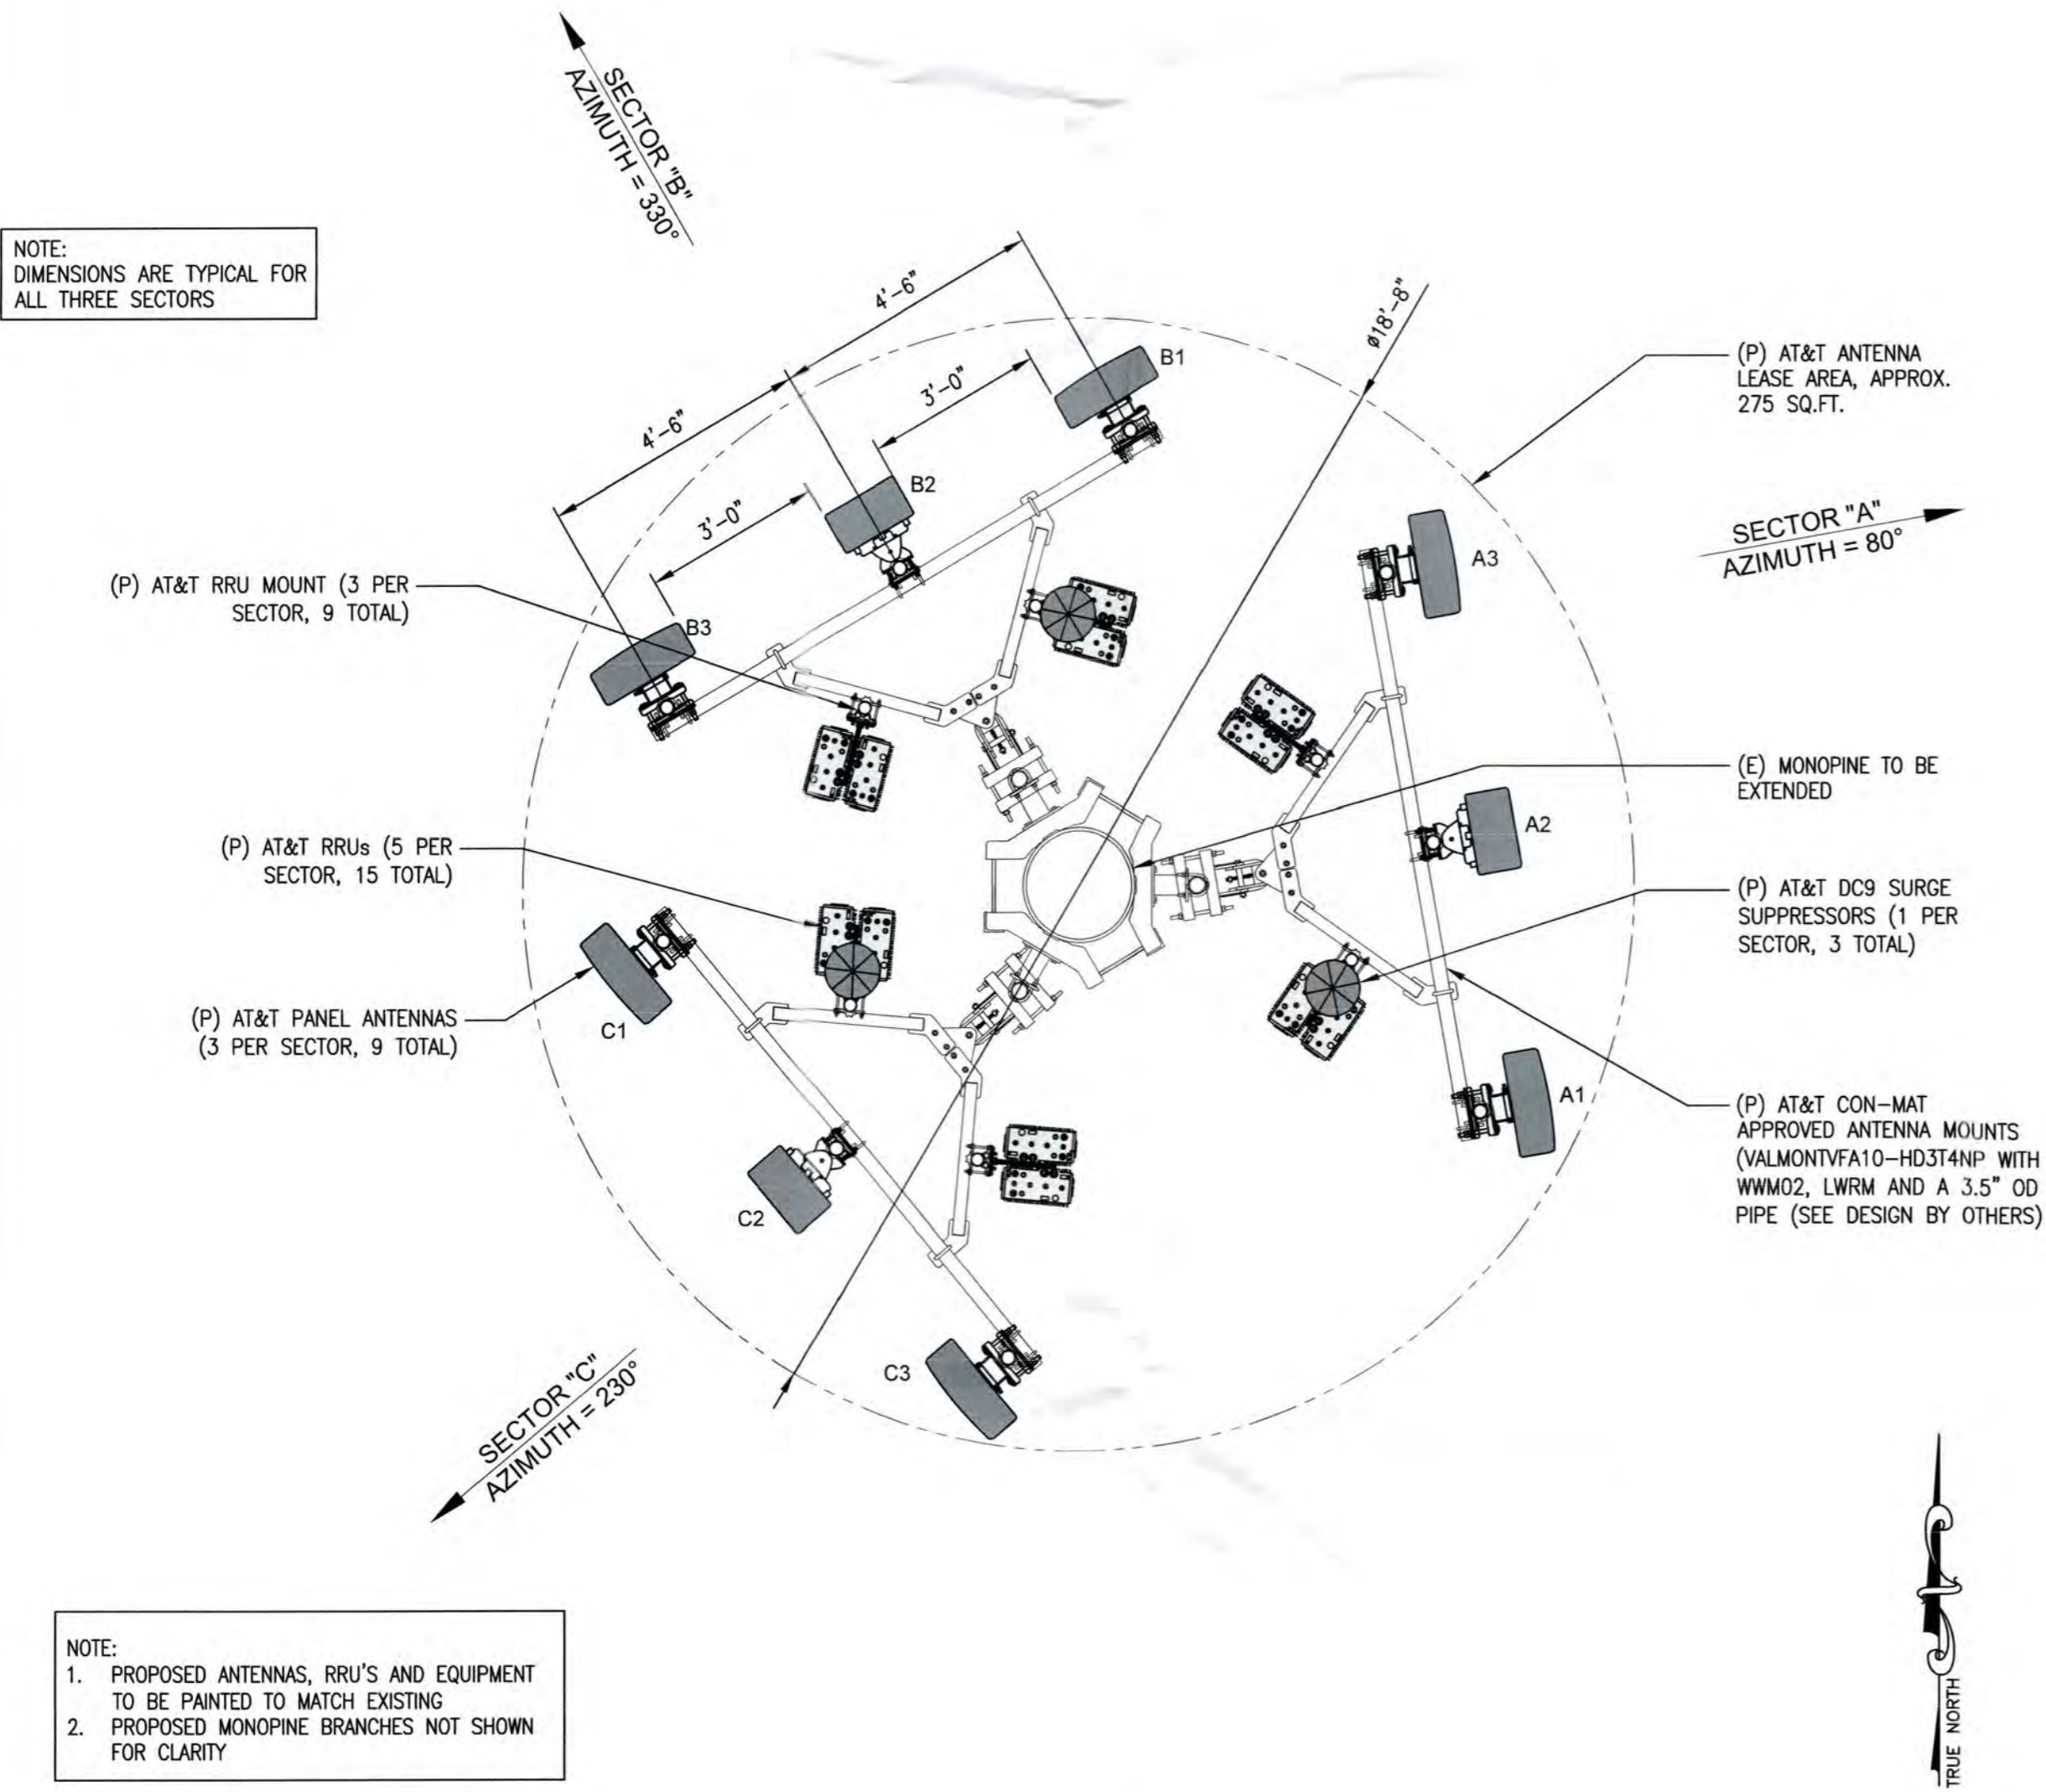 SECTOR "B"
AZIMUTH = 330°
NOTE:
DIMENSIONS ARE TYPICAL FOR
ALL THREE SECTORS
4'-6"
4'-6"
3'-0"
3'-0"
ø18'-8"
B1
B2
B3
(P) AT&T ANTENNA
LEASE AREA, APPROX.
275 SQ.FT.
SECTOR "A"
AZIMUTH = 80°
A3
A2
A1
(P) AT&T RRU MOUNT (3 PER
SECTOR, 9 TOTAL)
(E) MONOPINE TO BE
EXTENDED
(P) AT&T RRUs (5 PER
SECTOR, 15 TOTAL)
(P) AT&T DC9 SURGE
SUPPRESSORS (1 PER
SECTOR, 3 TOTAL)
(P) AT&T PANEL ANTENNAS
(3 PER SECTOR, 9 TOTAL)
C1
C2
C3
(P) AT&T CON-MAT
APPROVED ANTENNA MOUNTS
(VALMONTVFA10-HD3T4NP WITH
WWM02, LWRM AND A 3.5" OD
PIPE (SEE DESIGN BY OTHERS)
SECTOR "C"
AZIMUTH = 230°
NOTE:
1. PROPOSED ANTENNAS, RRU'S AND EQUIPMENT
TO BE PAINTED TO MATCH EXISTING
2. PROPOSED MONOPINE BRANCHES NOT SHOWN
FOR CLARITY
TRUE NORTH